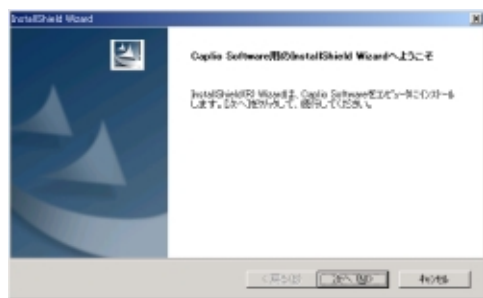 InstallShield Wizard
Caplio Software用のInstallShield Wizardへようこそ
InstallShield(R) Wizardは、Caplio Softwareをコンピュータにインストール
します。[次へ]をクリックして、続行してください。
< 戻る(B)
次へ(N)>
キャンセル